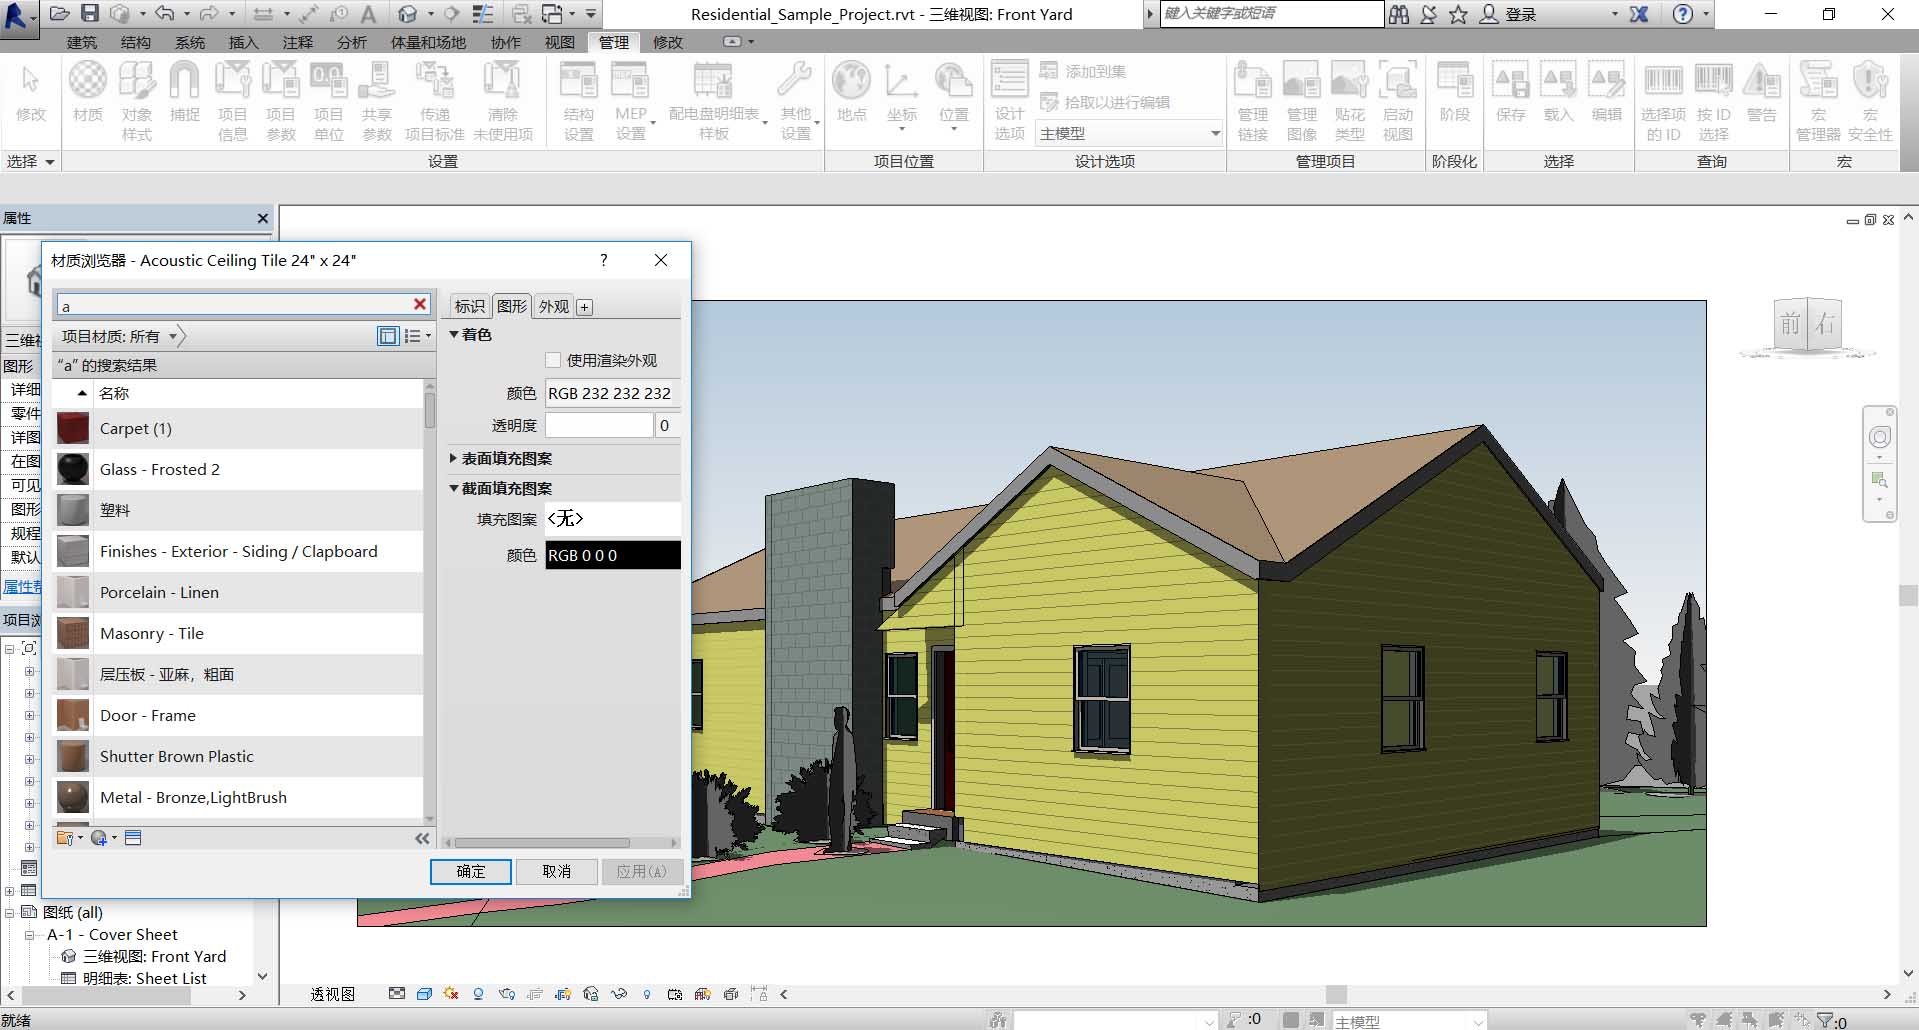 Residential_Sample_Project.rvt - 三维视图: Front Yard
键入关键字或短语
登录
建筑 结构 系统 插入 注释 分析 体量和场地 协作 视图 管理 修改
修改
材质
对象
样式
捕捉
项目
信息
项目
参数
项目
单位
共享
参数
传递
项目标准
清除
未使用项
结构
设置
MEP
设置
配电盘明细表
样板
其他
设置
地点
坐标
位置
设计
选项
添加到集
拾取以进行编辑
主模型
管理
链接
管理
图像
贴花
类型
启动
视图
阶段
保存
载入
编辑
选择项
的 ID
按 ID
选择
警告
宏
管理器
宏
安全性
选择
设置
项目位置
设计选项
管理项目
阶段化
选择
查询
宏
属性
三维视
图形
详细
零件
详图
在图
可见
图形
规程
默认
属性帮
项目浏
材质浏览器 - Acoustic Ceiling Tile 24" x 24"
a
项目材质: 所有
“a” 的搜索结果
名称
Carpet (1)
Glass - Frosted 2
塑料
Finishes - Exterior - Siding / Clapboard
Porcelain - Linen
Masonry - Tile
层压板 - 亚麻，粗面
Door - Frame
Shutter Brown Plastic
Metal - Bronze,LightBrush
标识 图形 外观
着色
使用渲染外观
颜色 RGB 232 232 232
透明度 0
表面填充图案
截面填充图案
填充图案 <无>
颜色 RGB 0 0 0
确定 取消 应用(A)
前 右
图纸 (all)
A-1 - Cover Sheet
三维视图: Front Yard
明细表: Sheet List
透视图
就绪
:0
主模型
:0